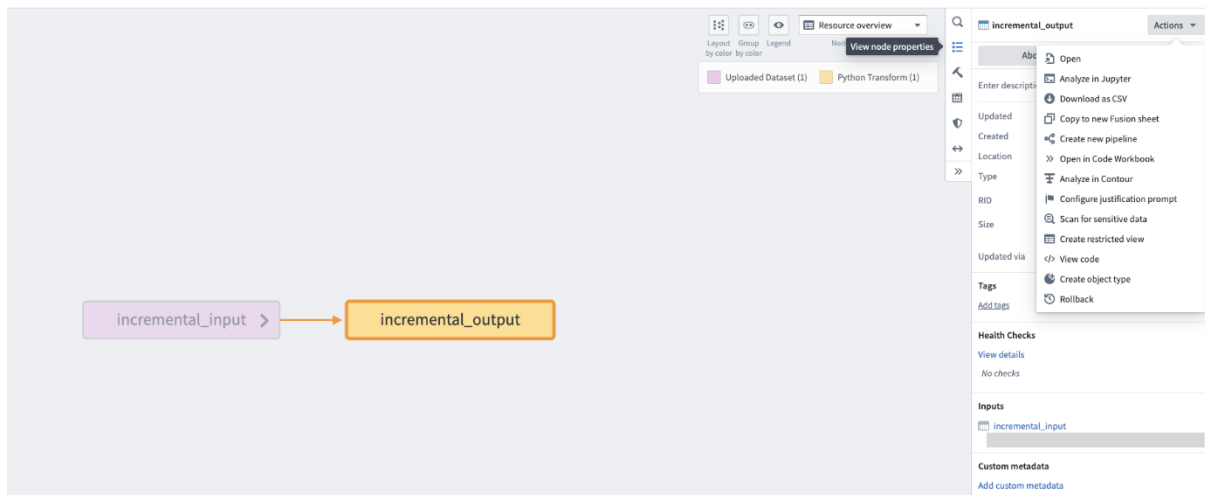 Layout by color
Group by color
Legend
Resource overview
Nod
View node properties
Uploaded Dataset (1)
Python Transform (1)
incremental_input
incremental_output
incremental_output
Actions
Abo
Enter descripti
Updated
Created
Location
Type
RID
Size
Updated via
Tags
Add tags
Health Checks
View details
No checks
Inputs
incremental_input
Custom metadata
Add custom metadata
Open
Analyze in Jupyter
Download as CSV
Copy to new Fusion sheet
Create new pipeline
Open in Code Workbook
Analyze in Contour
Configure justification prompt
Scan for sensitive data
Create restricted view
View code
Create object type
Rollback